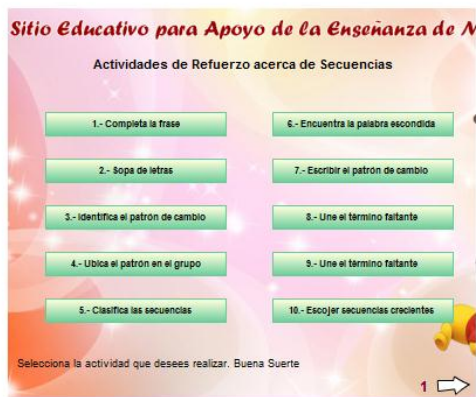 Sitio Educativo para Apoyo de la Enseñanza de M
Actividades de Refuerzo acerca de Secuencias
1.- Completa la frase
2.- Sopa de letras
3.- Identifica el patrón de cambio
4.- Ubica el patrón en el grupo
5.- Clasifica las secuencias
6.- Encuentra la palabra escondida
7.- Escribir el patrón de cambio
8.- Une el término faltante
9.- Une el término faltante
10.- Escojer secuencias crecientes
Selecciona la actividad que desees realizar. Buena Suerte
1